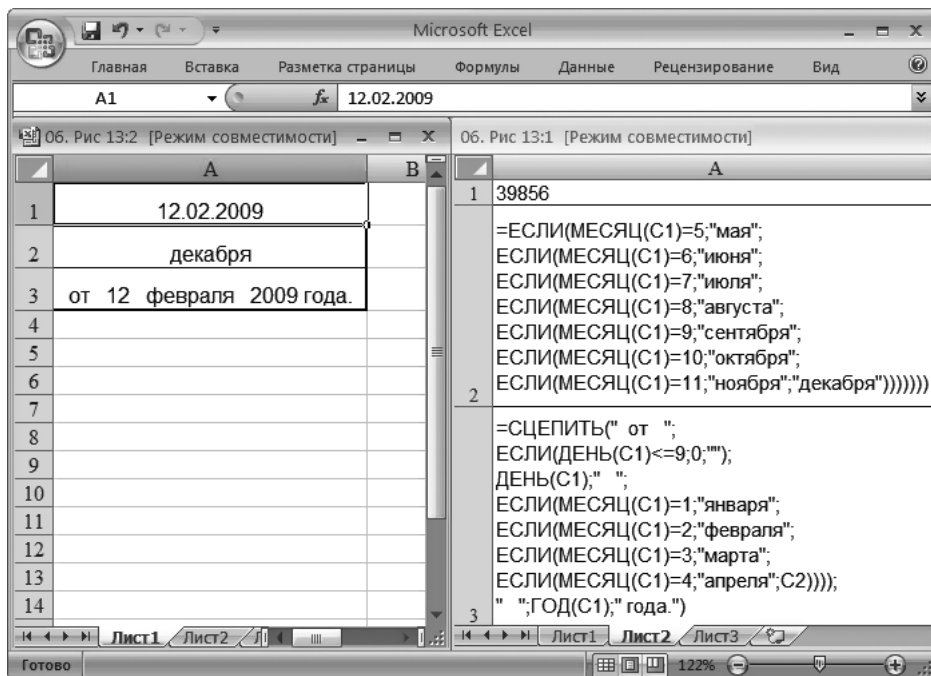 Microsoft Excel
Главная Вставка Разметка страницы Формулы Данные Рецензирование Вид
A1 fx 12.02.2009
06. Рис 13:2 [Режим совместимости]
A B
1 12.02.2009
2 декабря
3 от 12 февраля 2009 года.
4
5
6
7
8
9
10
11
12
13
14
Лист1 Лист2
06. Рис 13:1 [Режим совместимости]
A
1 39856
=ЕСЛИ(МЕСЯЦ(C1)=5;"мая";
ЕСЛИ(МЕСЯЦ(C1)=6;"июня";
ЕСЛИ(МЕСЯЦ(C1)=7;"июля";
ЕСЛИ(МЕСЯЦ(C1)=8;"августа";
ЕСЛИ(МЕСЯЦ(C1)=9;"сентября";
ЕСЛИ(МЕСЯЦ(C1)=10;"октября";
2 ЕСЛИ(МЕСЯЦ(C1)=11;"ноября";"декабря")))))))
=СЦЕПИТЬ(" от ";
ЕСЛИ(ДЕНЬ(C1)<=9;0;"");
ДЕНЬ(C1);" ";
ЕСЛИ(МЕСЯЦ(C1)=1;"января";
ЕСЛИ(МЕСЯЦ(C1)=2;"февраля";
ЕСЛИ(МЕСЯЦ(C1)=3;"марта";
ЕСЛИ(МЕСЯЦ(C1)=4;"апреля";C2))));
3 " ";ГОД(C1);" года.")
Лист1 Лист2 Лист3
Готово 122%